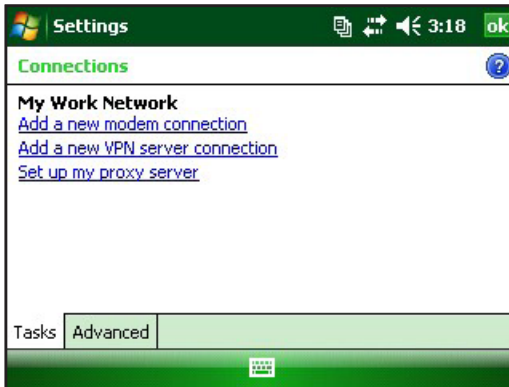 Settings 3:18 ok
Connections
My Work Network
Add a new modem connection
Add a new VPN server connection
Set up my proxy server
Tasks Advanced